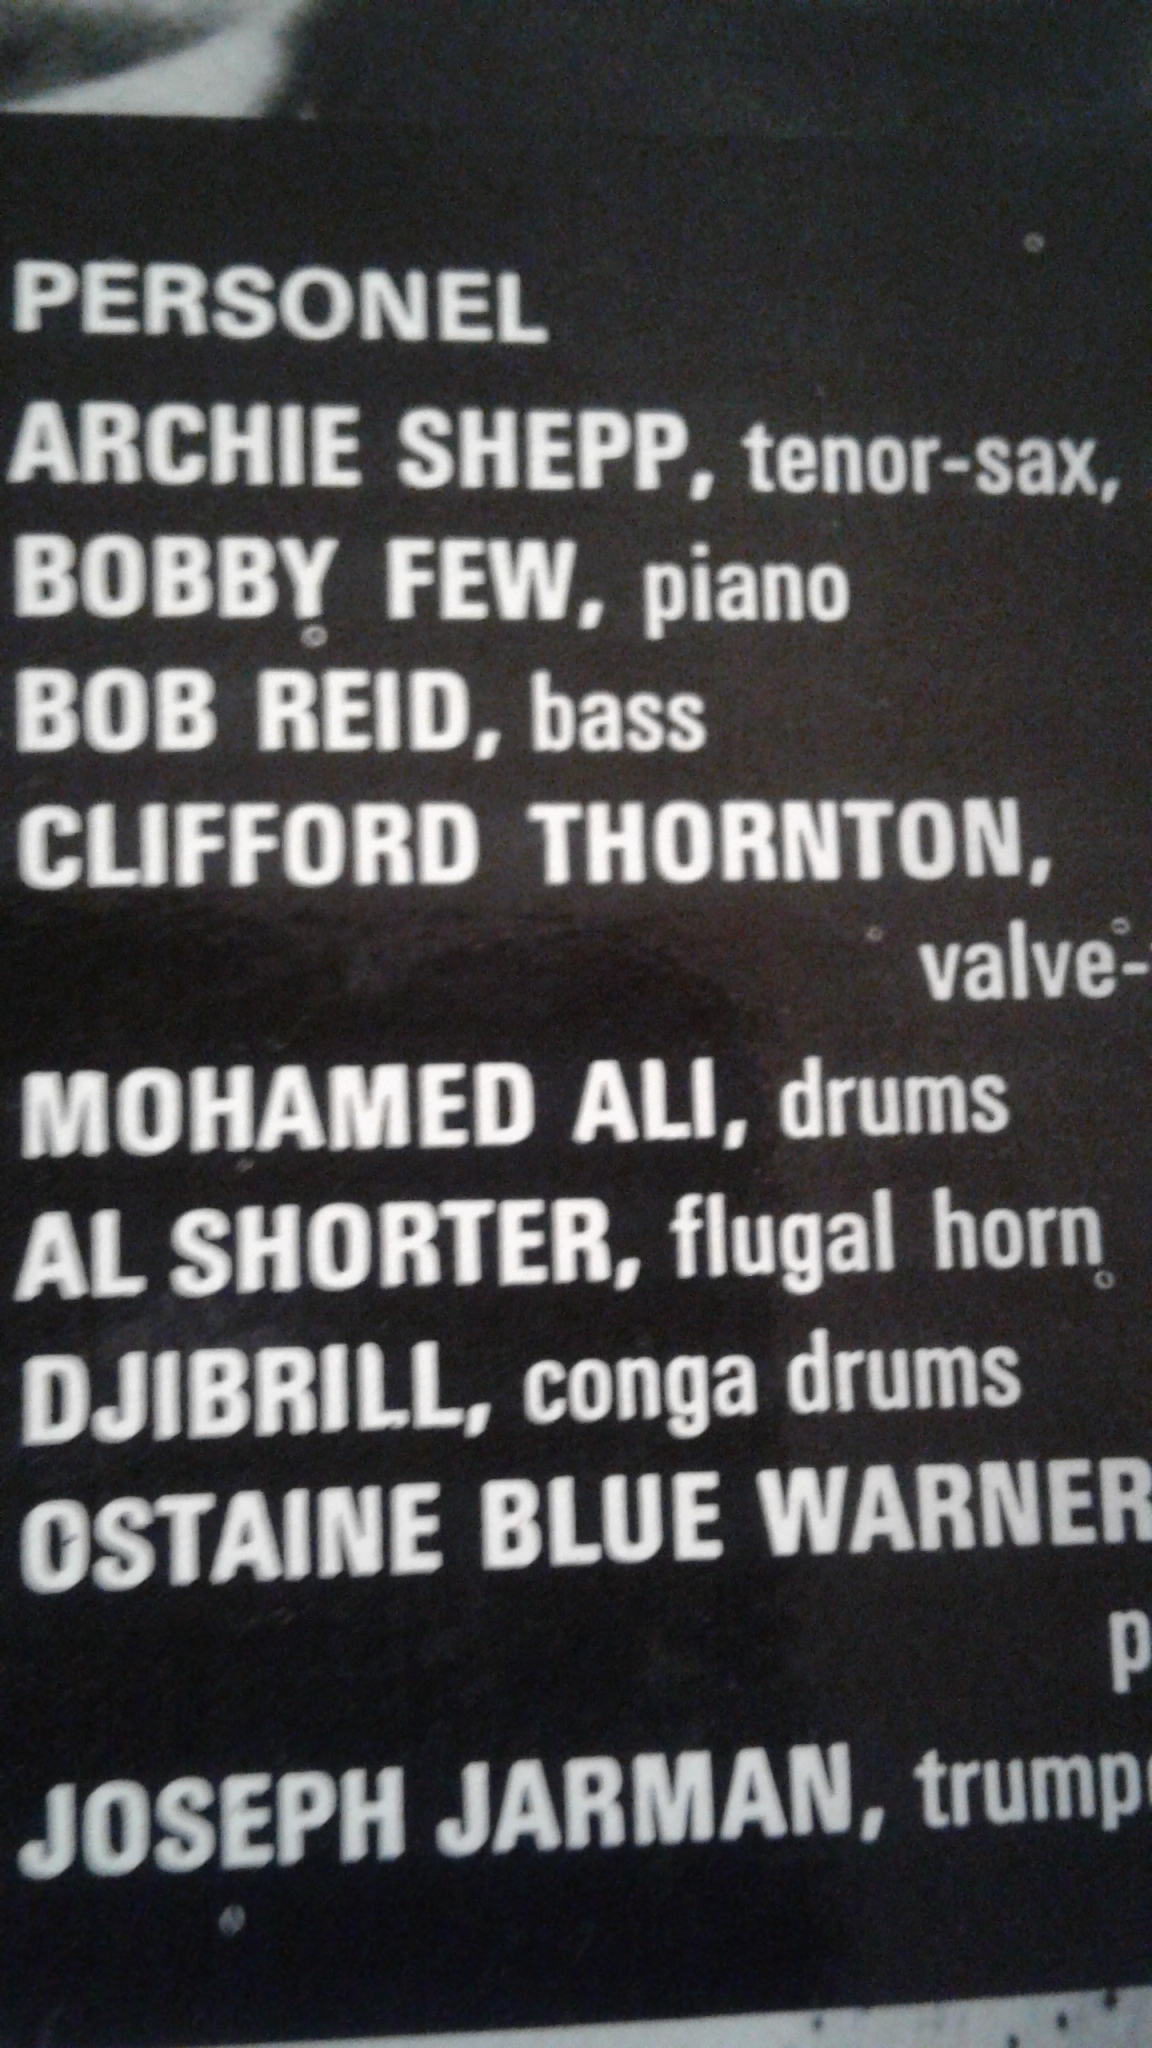 PERSONEL
ARCHIE SHEPP, tenor-sax,
BOBBY FEW, piano
BOB REID, bass
CLIFFORD THORNTON,
valve-
MOHAMED ALI, drums
AL SHORTER, flugal horn
DJIBRILL, conga drums
OSTAINE BLUE WARNER
JOSEPH JARMAN,